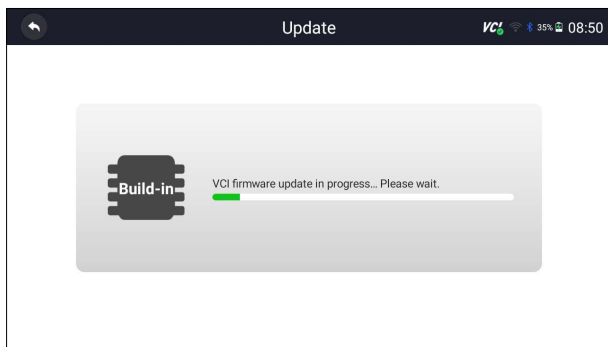 Update
VCI 35% 08:50
Build-in
VCI firmware update in progress... Please wait.